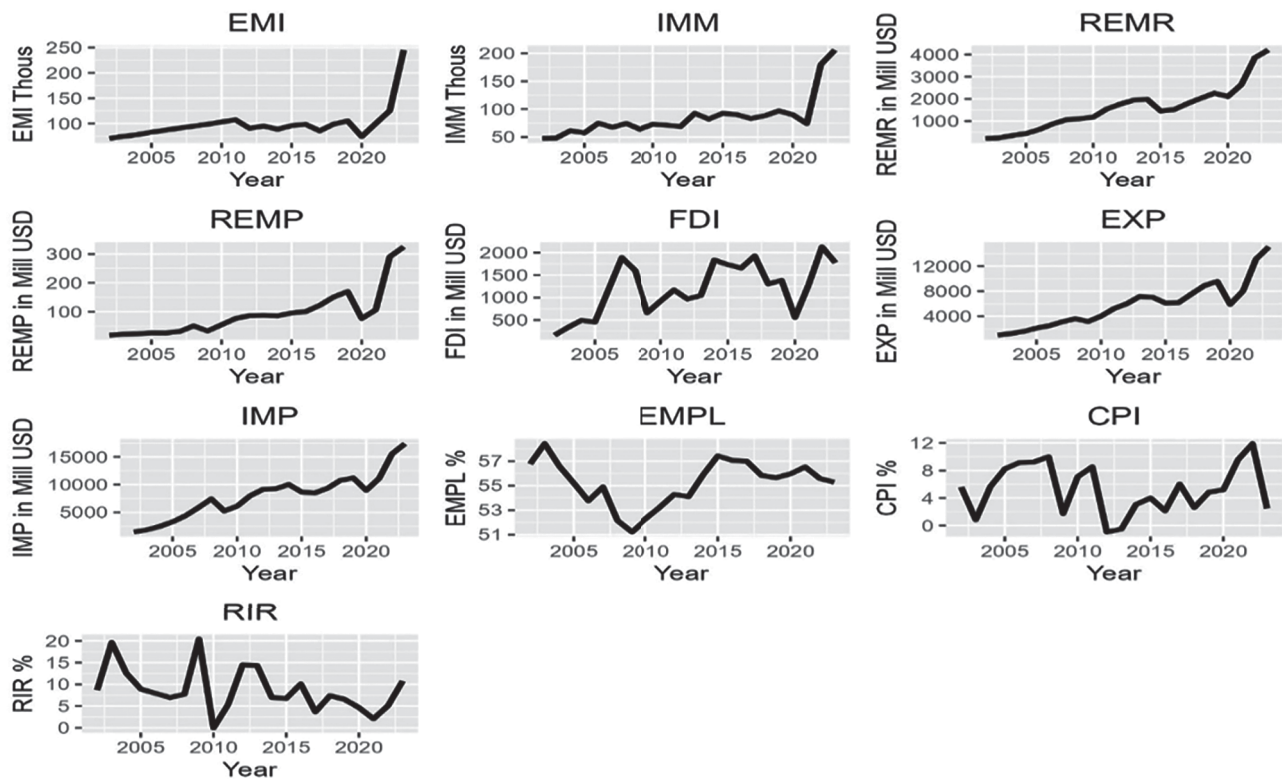 EMI
EMI Thous
250
200
150
100
2005 2010 2015 2020
Year
IMM
IMM Thous
200
150
100
50
2005 2010 2015 2020
Year
REMR
REMR in Mill USD
4000
3000
2000
1000
2005 2010 2015 2020
Year
REMP
REMP in Mill USD
300
200
100
2005 2010 2015 2020
Year
FDI
FDI in Mill USD
2000
1500
1000
500
2005 2010 2015 2020
Year
EXP
EXP in Mill USD
12000
8000
4000
2005 2010 2015 2020
Year
IMP
IMP in Mill USD
15000
10000
5000
2005 2010 2015 2020
Year
EMPL
EMPL %
57
55
53
51
2005 2010 2015 2020
Year
CPI
CPI %
12
8
4
0
2005 2010 2015 2020
Year
RIR
RIR %
20
15
10
5
0
2005 2010 2015 2020
Year